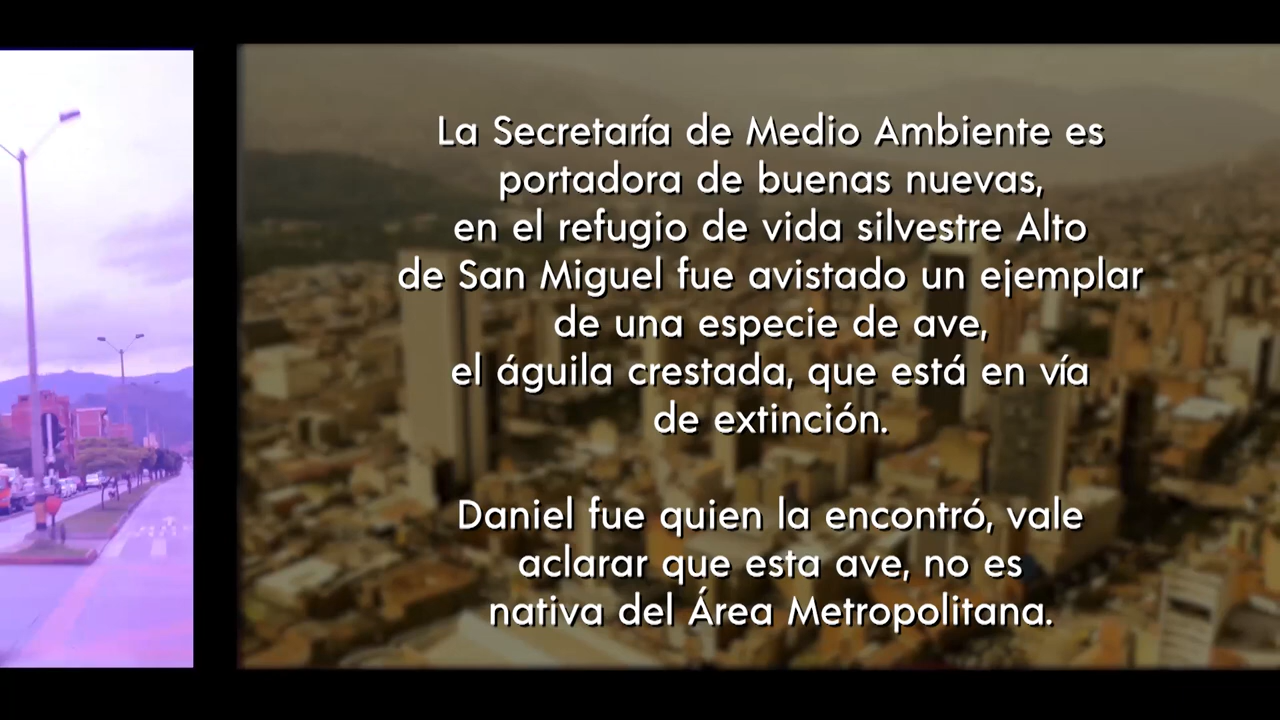 La Secretaría de Medio Ambiente es
portadora de buenas nuevas,
en el refugio de vida silvestre Alto
de San Miguel fue avistado un ejemplar
de una especie de ave,
el águila crestada, que está en vía
de extinción.
Daniel fue quien la encontró, vale
aclarar que esta ave, no es
nativa del Área Metropolitana.